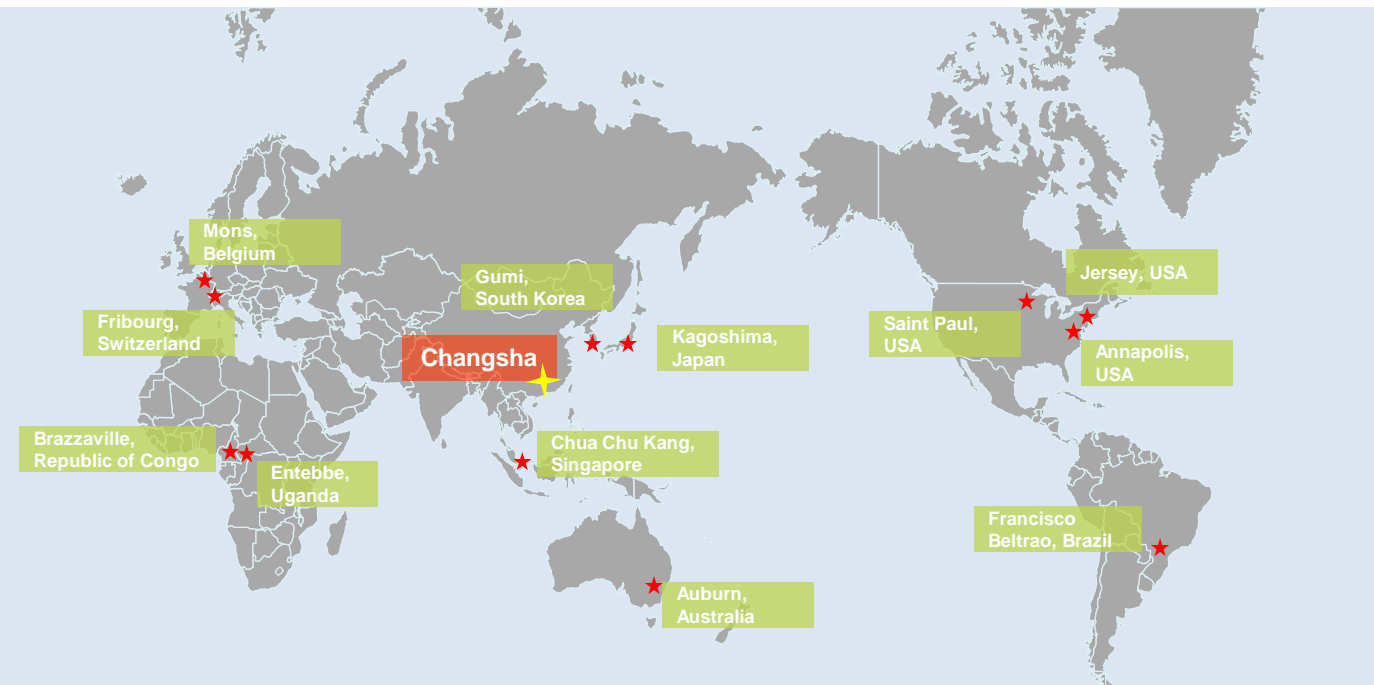 Mons,
Belgium
Gumi,
South Korea
Jersey, USA
Fribourg,
Switzerland
Changsha
Kagoshima,
Japan
Saint Paul,
USA
Annapolis,
USA
Brazzaville,
Republic of Congo
Entebbe,
Uganda
Chua Chu Kang,
Singapore
Francisco
Beltrao, Brazil
Auburn,
Australia